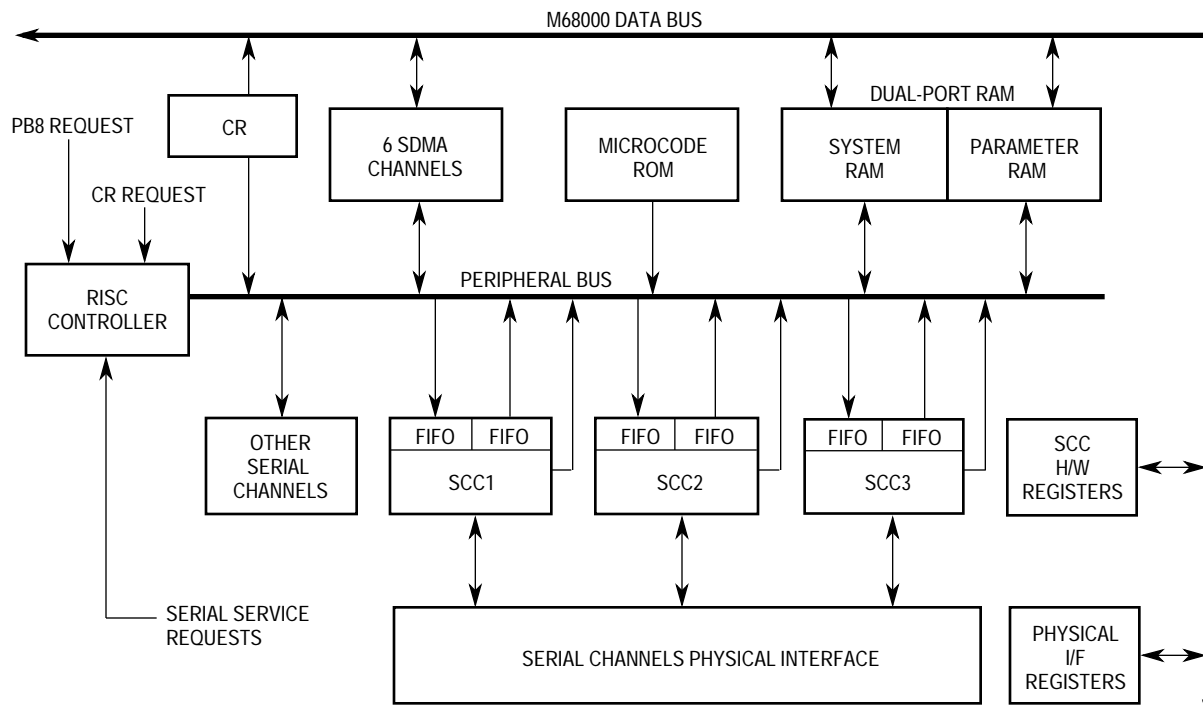 M68000 DATA BUS
CR
PB8 REQUEST
CR REQUEST
6 SDMA
CHANNELS
MICROCODE
ROM
DUAL-PORT RAM
SYSTEM
RAM
PARAMETER
RAM
RISC
CONTROLLER
PERIPHERAL BUS
OTHER
SERIAL
CHANNELS
FIFO
FIFO
SCC1
FIFO
FIFO
SCC2
FIFO
FIFO
SCC3
SCC
H/W
REGISTERS
SERIAL SERVICE
REQUESTS
SERIAL CHANNELS PHYSICAL INTERFACE
PHYSICAL
I/F
REGISTERS